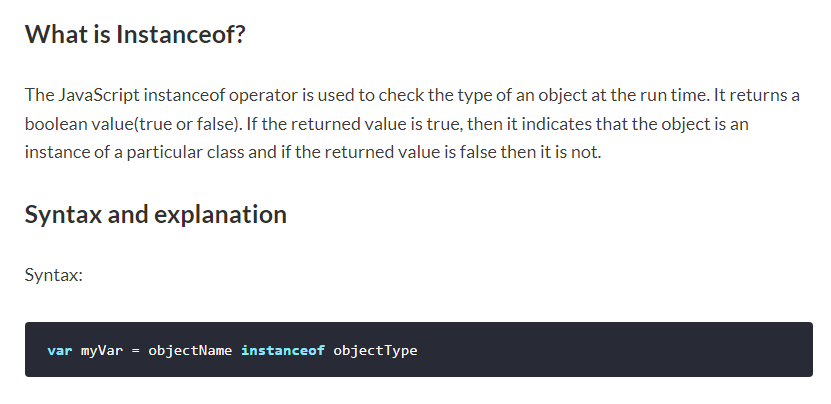 What is Instanceof?
The JavaScript instanceof operator is used to check the type of an object at the run time. It returns a
boolean value(true or false). If the returned value is true, then it indicates that the object is an
instance of a particular class and if the returned value is false then it is not.
Syntax and explanation
Syntax:
var myVar = objectName instanceof objectType